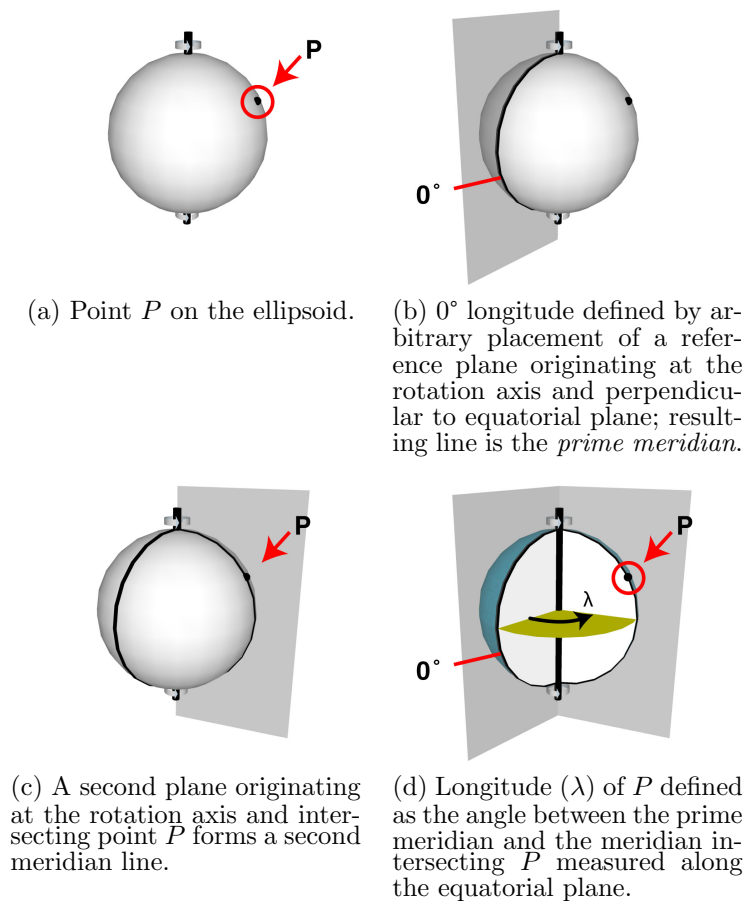 P
0°
(a) Point P on the ellipsoid.
(b) 0° longitude defined by ar-
bitrary placement of a refer-
ence plane originating at the
rotation axis and perpendicu-
lar to equatorial plane; result-
ing line is the prime meridian.
P
P
λ
0°
(c) A second plane originating
at the rotation axis and inter-
secting point P forms a second
meridian line.
(d) Longitude (λ) of P defined
as the angle between the prime
meridian and the meridian in-
tersecting P measured along
the equatorial plane.